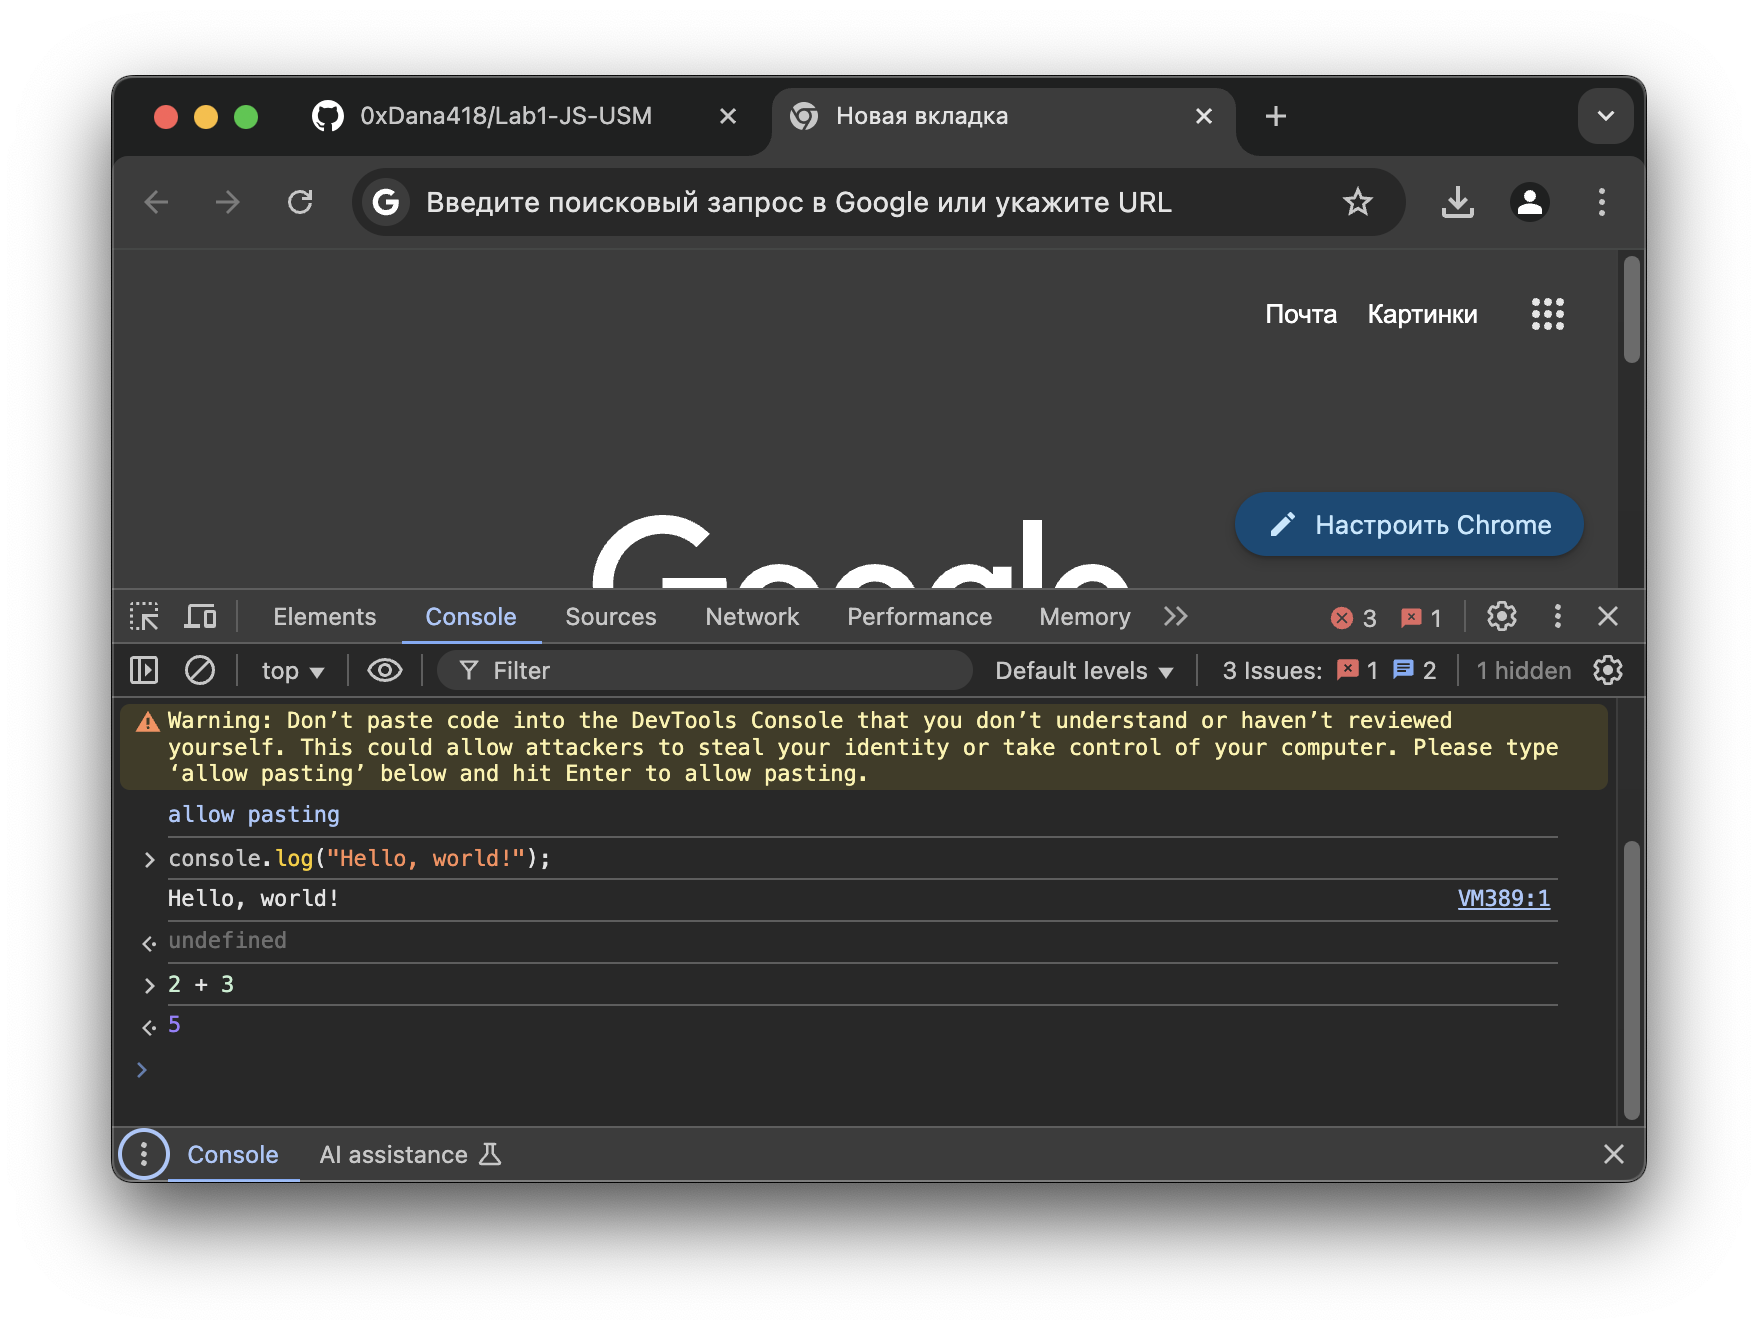 0xDana418/Lab1-JS-USM
Новая вкладка
Введите поисковый запрос в Google или укажите URL
Почта Картинки
Google
Настроить Chrome
Elements Console Sources Network Performance Memory 3 1
top Filter Default levels 3 Issues: 1 2 1 hidden
Warning: Don’t paste code into the DevTools Console that you don’t understand or haven’t reviewed
yourself. This could allow attackers to steal your identity or take control of your computer. Please type
‘allow pasting’ below and hit Enter to allow pasting.
allow pasting
console.log("Hello, world!");
Hello, world! VM389:1
undefined
2 + 3
5
Console AI assistance